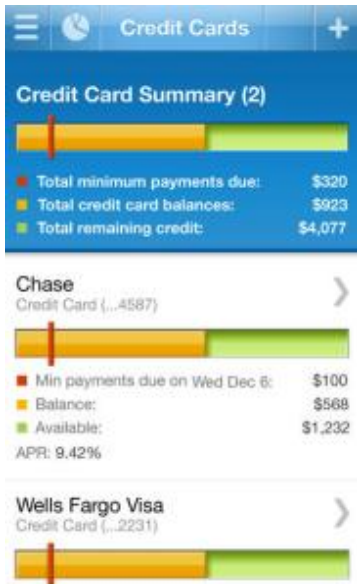 Credit Cards
Credit Card Summary (2)
Total minimum payments due: $320
Total credit card balances: $923
Total remaining credit: $4,077
Chase
Credit Card (...4587)
Min payments due on Wed Dec 6: $100
Balance: $568
Available: $1,232
APR: 9.42%
Wells Fargo Visa
Credit Card (...2231)